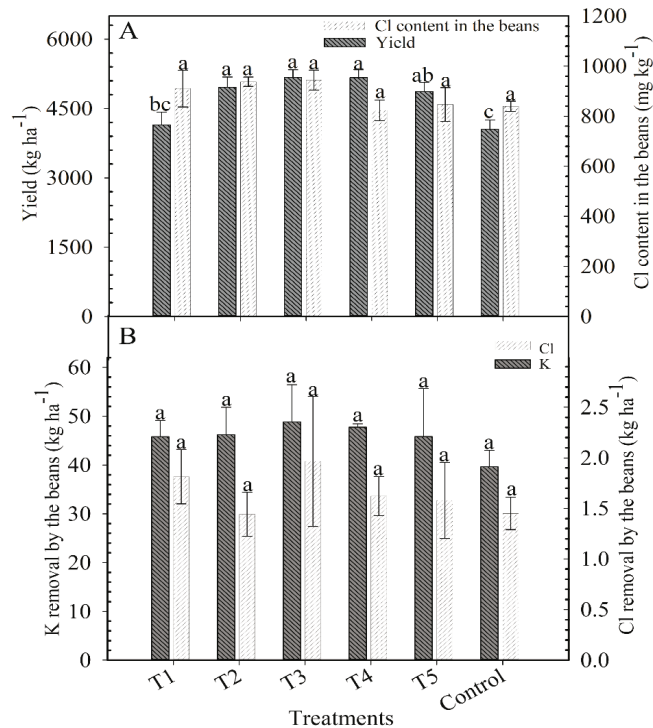 A
Cl content in the beans
Yield
6000
4500
3000
1500
0
Yield (kg ha-1)
1200
1000
800
600
400
200
0
Cl content in the beans (mg kg-1)
bc a a a a a a a ab a c a
B
Cl
K
60
50
40
30
20
10
0
K removal by the beans (kg ha-1)
2.5
2.0
1.5
1.0
0.5
0.0
Cl removal by the beans (kg ha-1)
a a a a a a a a a a a a
T1 T2 T3 T4 T5 Control
Treatments